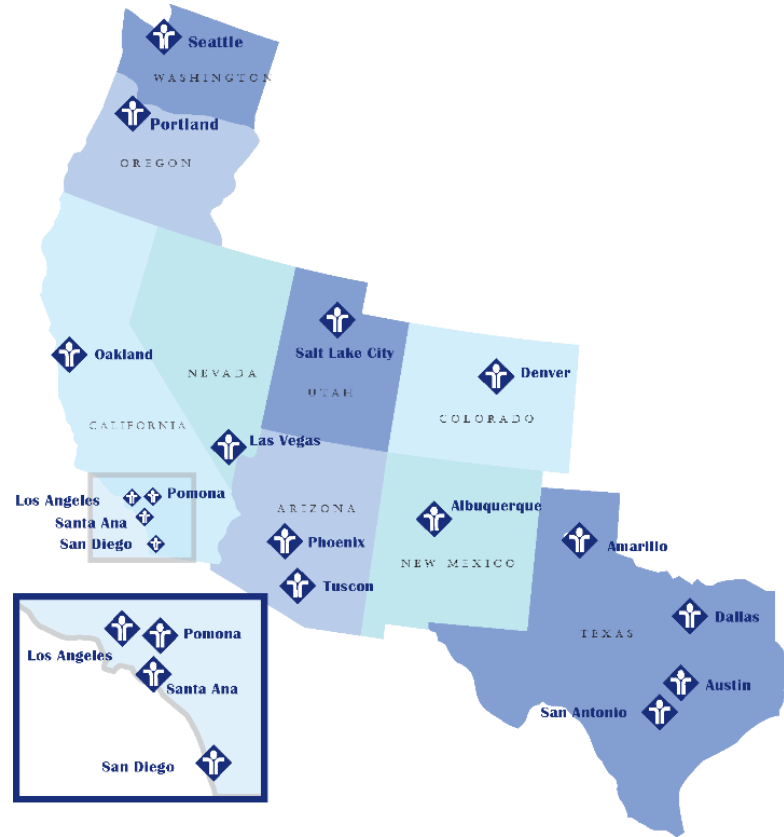 Seattle
WASHINGTON
Portland
OREGON
Salt Lake City
Oakland
NEVADA
Denver
UTAH
COLORADO
CALIFORNIA
Las Vegas
Los Angeles
Pomona
Santa Ana
San Diego
ARIZONA
Albuquerque
Phoenix
NEW MEXICO
Amarillo
Tuscon
Dallas
TEXAS
Austin
San Antonio
Los Angeles
Pomona
Santa Ana
San Diego